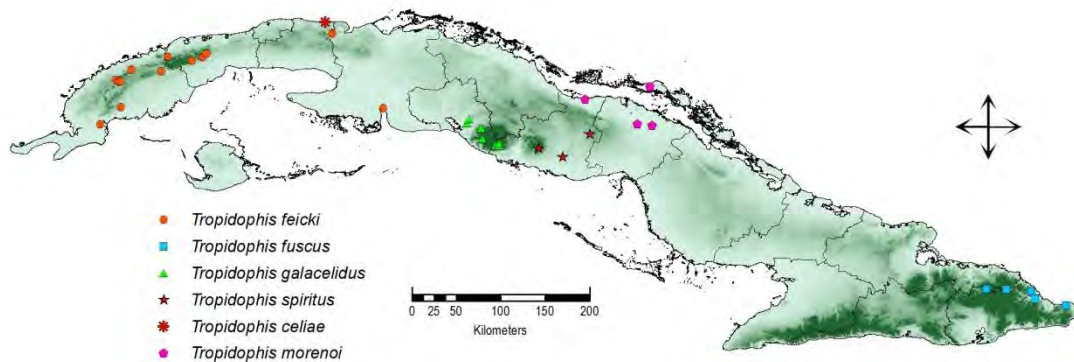 Tropidophis feicki
Tropidophis fuscus
Tropidophis galacelidus
Tropidophis spiritus
Tropidophis celiae
Tropidophis morenoi
0 25 50 100 150 200
Kilometers